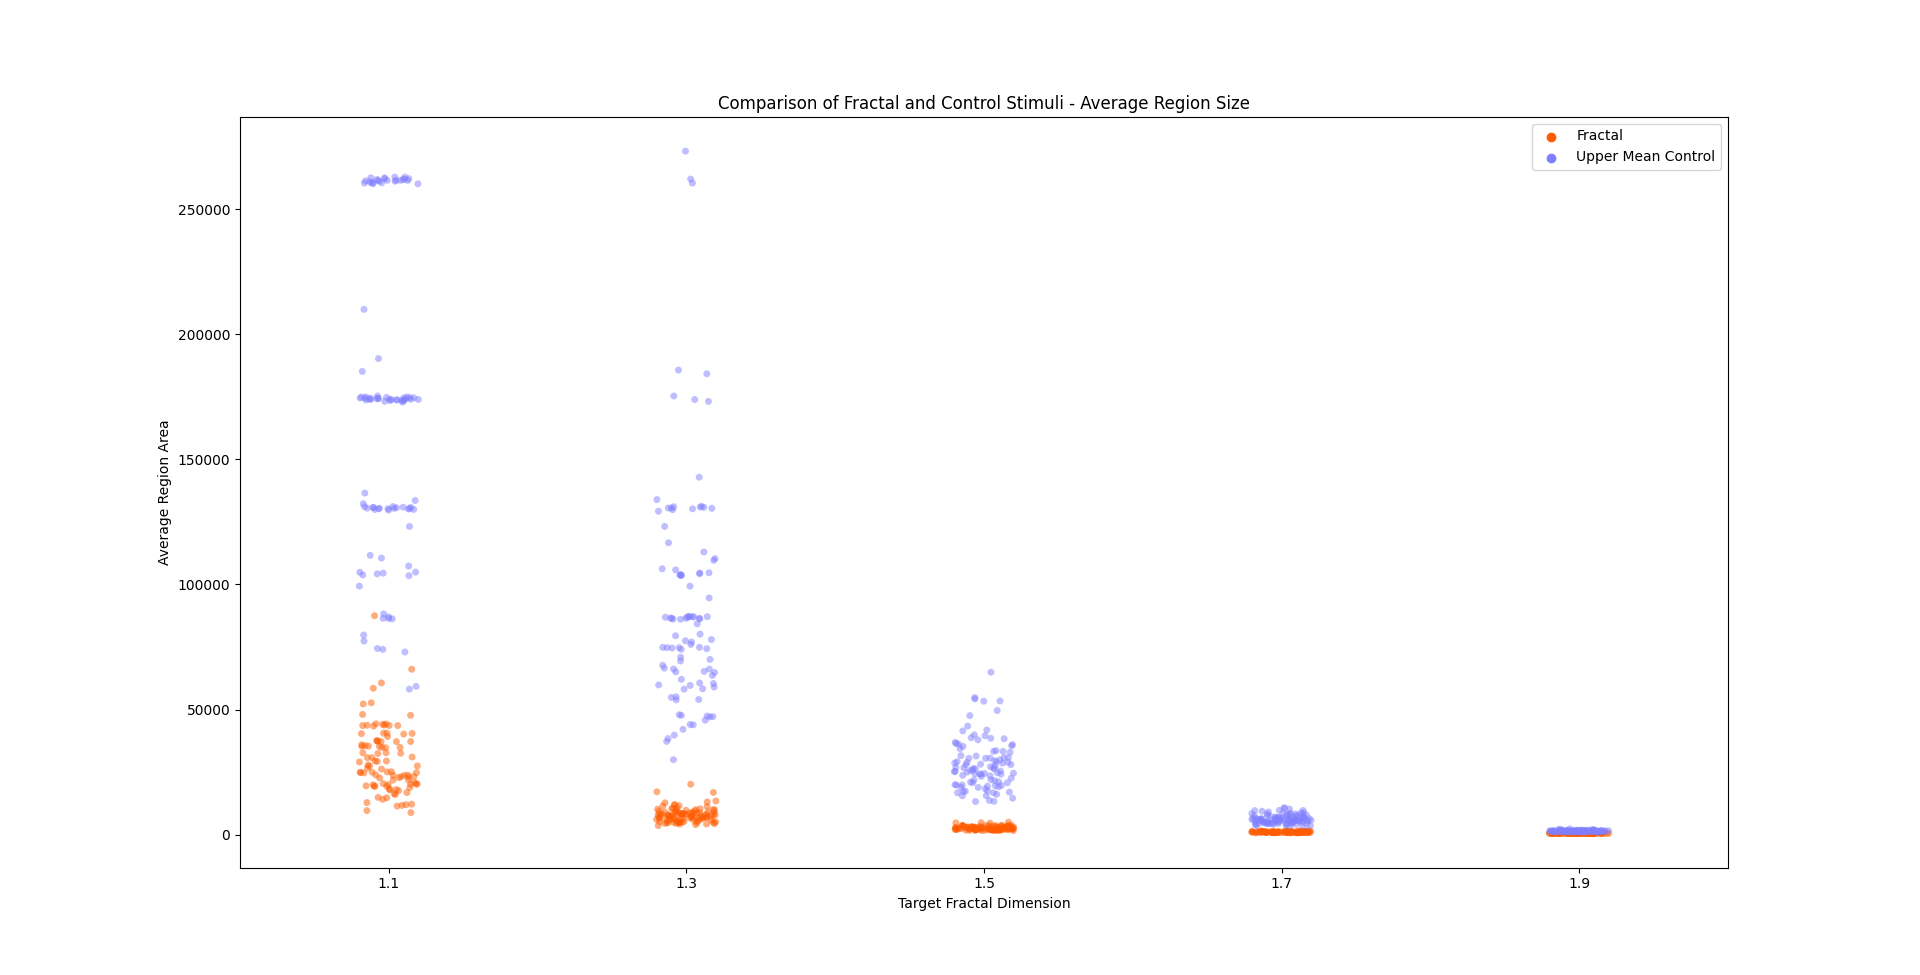 Comparison of Fractal and Control Stimuli - Average Region Size
Fractal
Upper Mean Control
250000
200000
150000
100000
50000
0
Average Region Area
1.1
1.3
1.5
1.7
1.9
Target Fractal Dimension